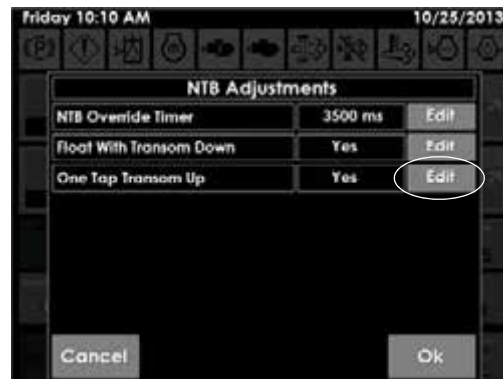 Friday 10:10 AM 10/25/2013
(P)
NTB Adjustments
NTB Override Timer 3500 ms Edit
Float With Transom Down Yes Edit
One Tap Transom Up Yes Edit
Cancel Ok